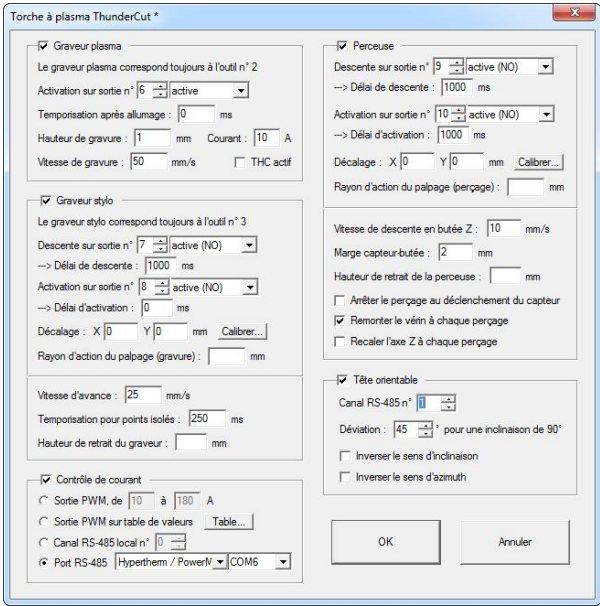 Torche à plasma ThunderCut *
Graveur plasma
Le graveur plasma correspond toujours à l'outil n° 2
Activation sur sortie n° 6 active
Temporisation après allumage : 0 ms
Hauteur de gravure : 1 mm Courant : 10 A
Vitesse de gravure : 50 mm/s THC actif
Graveur stylo
Le graveur stylo correspond toujours à l'outil n° 3
Descente sur sortie n° 7 active (NO)
---> Délai de descente : 1000 ms
Activation sur sortie n° 8 active (NO)
---> Délai d'activation : 0 ms
Décalage : X 0 Y 0 mm Calibrer...
Rayon d'action du palpage (gravure) : mm
Vitesse d'avance : 25 mm/s
Temporisation pour points isolés : 250 ms
Hauteur de retrait du graveur : mm
Contrôle de courant
Sortie PWM, de 10 à 180 A
Sortie PWM sur table de valeurs Table...
Canal RS-485 local n° 0
Port RS-485 Hypertherm / PowerM COM6
Perceuse
Descente sur sortie n° 9 active (NO)
---> Délai de descente : 1000 ms
Activation sur sortie n° 10 active (NO)
---> Délai d'activation : 1000 ms
Décalage : X 0 Y 0 mm Calibrer...
Rayon d'action du palpage (perçage) : mm
Vitesse de descente en butée Z : 10 mm/s
Marge capteur-butée : 2 mm
Hauteur de retrait de la perceuse : mm
Arrêter le perçage au déclenchement du capteur
Remonter le vérin à chaque perçage
Recaler l'axe Z à chaque perçage
Tête orientable
Canal RS-485 n° 1
Déviation : 45 ° pour une inclinaison de 90°
Inverser le sens d'inclinaison
Inverser le sens d'azimuth
OK Annuler